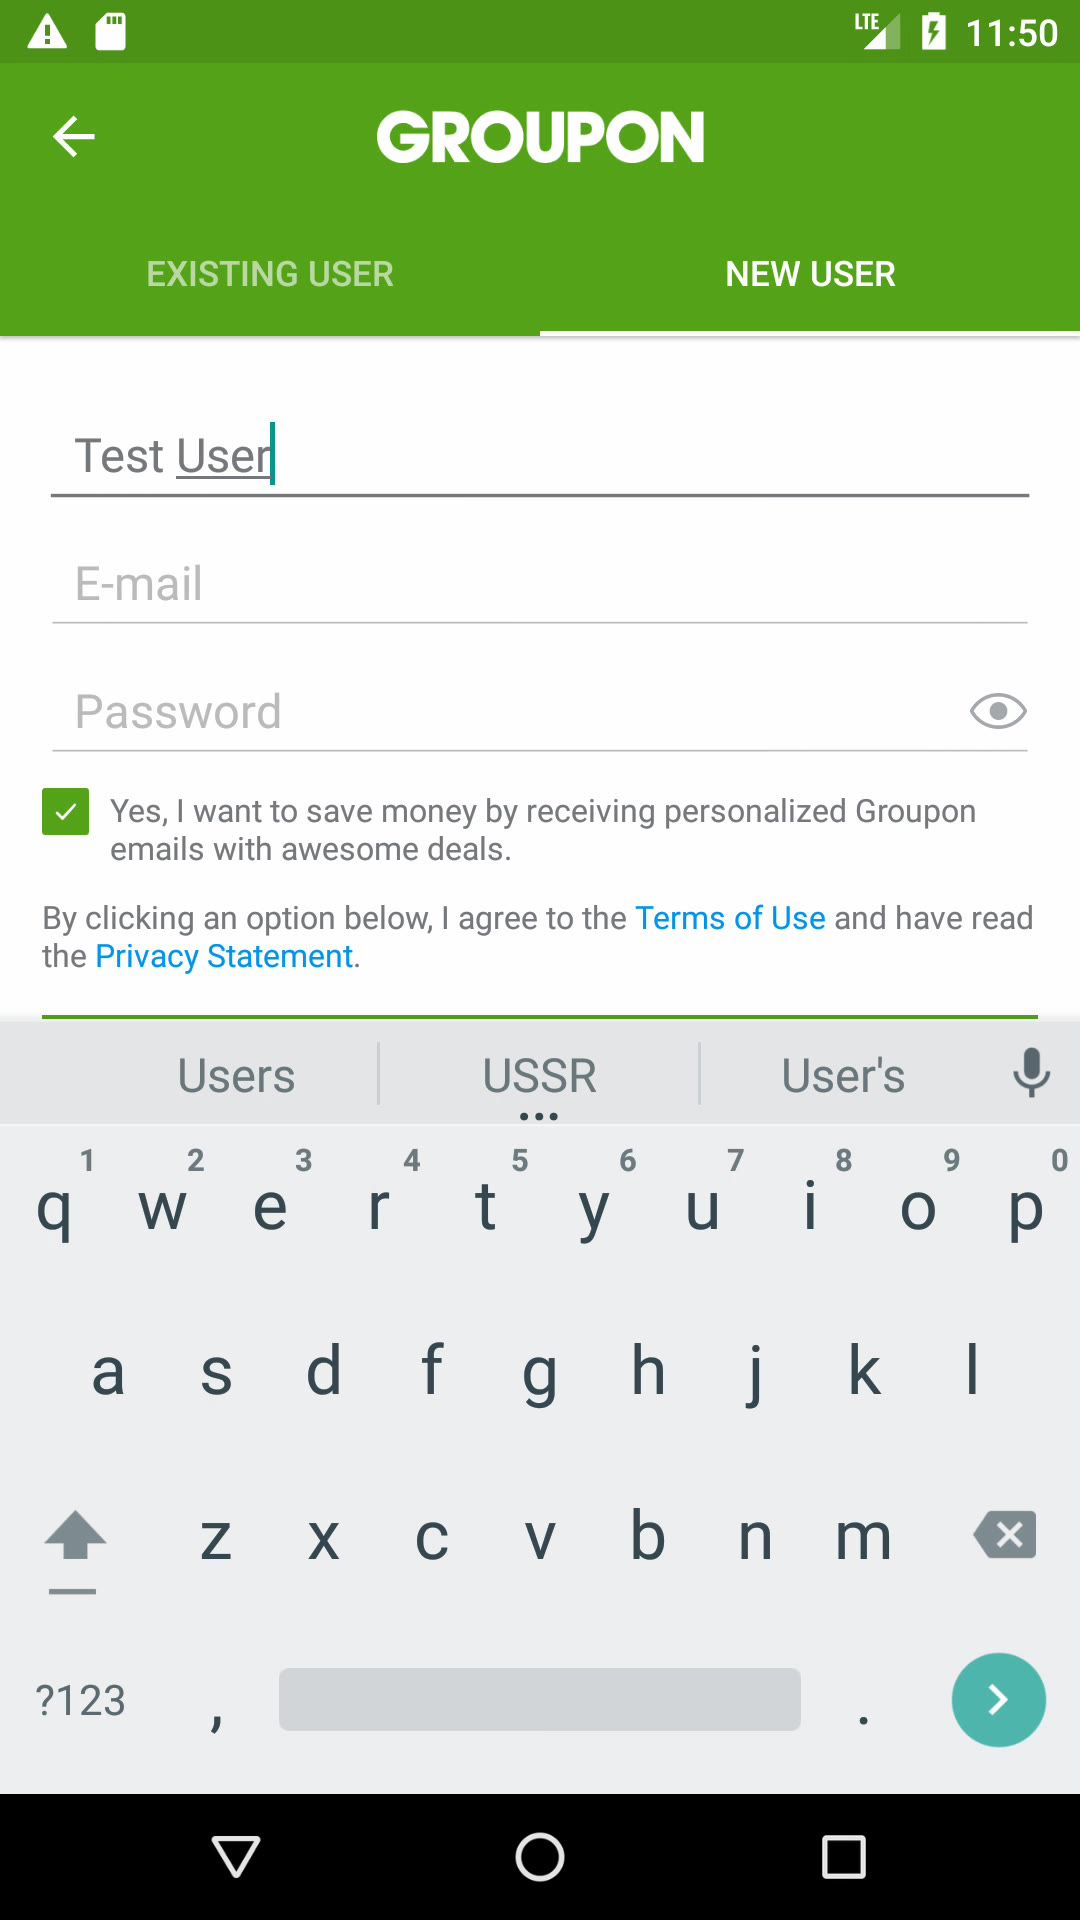 LTE 11:50
GROUPON
EXISTING USER NEW USER
Test User
E-mail
Password
Yes, I want to save money by receiving personalized Groupon
emails with awesome deals.
By clicking an option below, I agree to the Terms of Use and have read
the Privacy Statement.
Users USSR User's
1 2 3 4 5 6 7 8 9 0
q w e r t y u i o p
a s d f g h j k l
z x c v b n m
?123 , .